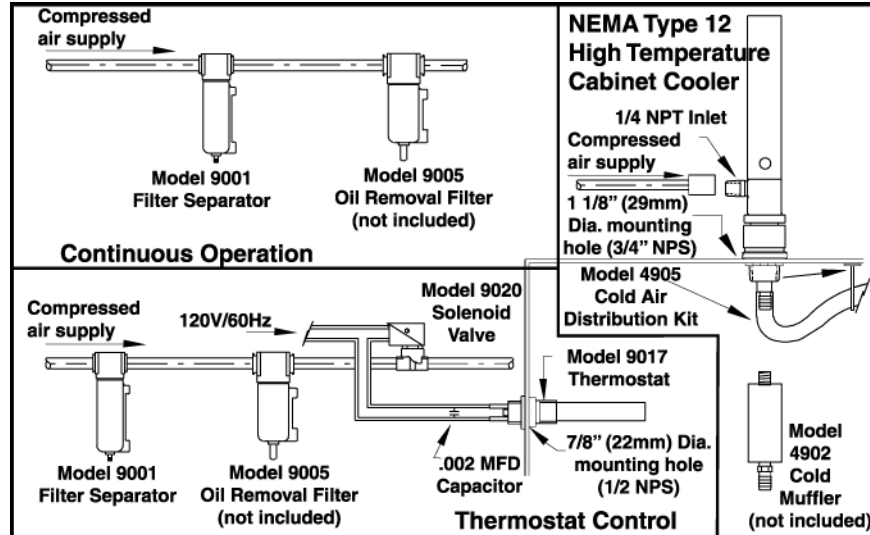 Compressed
air supply
Model 9001
Filter Separator
Model 9005
Oil Removal Filter
(not included)
Continuous Operation
NEMA Type 12
High Temperature
Cabinet Cooler
1/4 NPT Inlet
Compressed
air supply
1 1/8” (29mm)
Dia. mounting
hole (3/4” NPS)
Model 4905
Cold Air
Distribution Kit
Model
4902
Cold
Muffler
(not included)
Compressed
air supply
120V/60Hz
Model 9020
Solenoid
Valve
Model 9017
Thermostat
Model 9001
Filter Separator
Model 9005
Oil Removal Filter
(not included)
.002 MFD
Capacitor
7/8” (22mm) Dia.
mounting hole
(1/2 NPS)
Thermostat Control